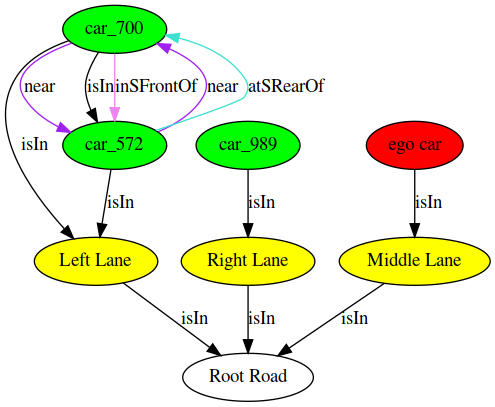 car_700
near
isIn
inSFrontOf
near
atSRearOf
isIn
car_572
car_989
ego car
isIn
isIn
isIn
Left Lane
Right Lane
Middle Lane
isIn
isIn
isIn
Root Road